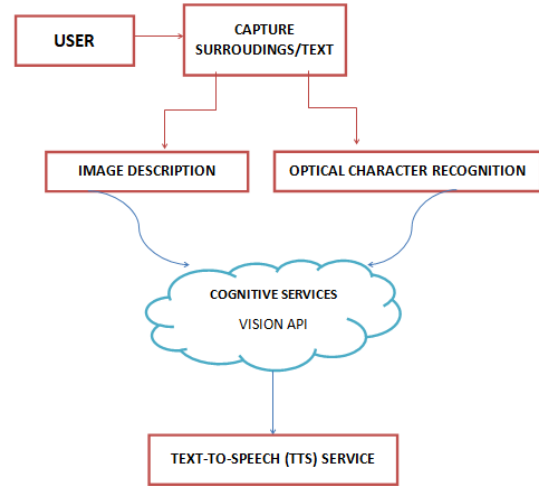 USER
CAPTURE
SURROUDINGS/TEXT
IMAGE DESCRIPTION
OPTICAL CHARACTER RECOGNITION
COGNITIVE SERVICES
VISION API
TEXT-TO-SPEECH (TTS) SERVICE